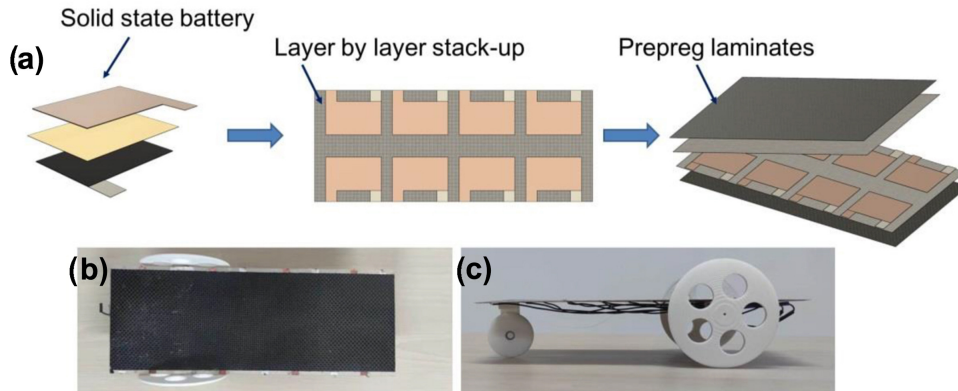 Solid state battery
(a)
Layer by layer stack-up
Prepreg laminates
(b)
(c)